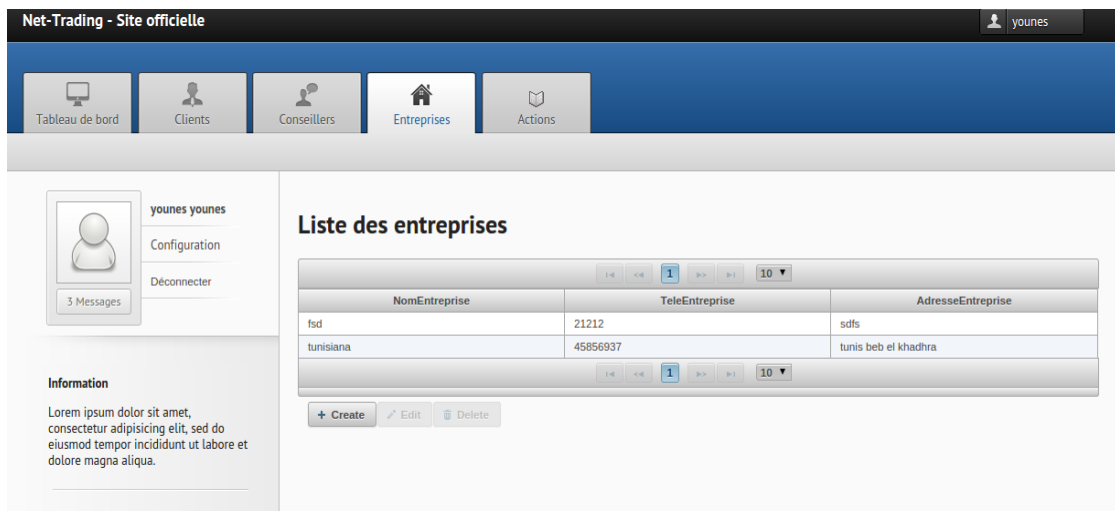 Net-Trading - Site officielle
younes
Tableau de bord
Clients
Conseillers
Entreprises
Actions
younes younes
Configuration
Déconnecter
3 Messages
Information
Lorem ipsum dolor sit amet,
consectetur adipisicing elit, sed do
eiusmod tempor incididunt ut labore et
dolore magna aliqua.
Liste des entreprises
1 10
NomEntreprise TeleEntreprise AdresseEntreprise
fsd 21212 sdfs
tunisiana 45856937 tunis beb el khadhra
1 10
+ Create Edit Delete